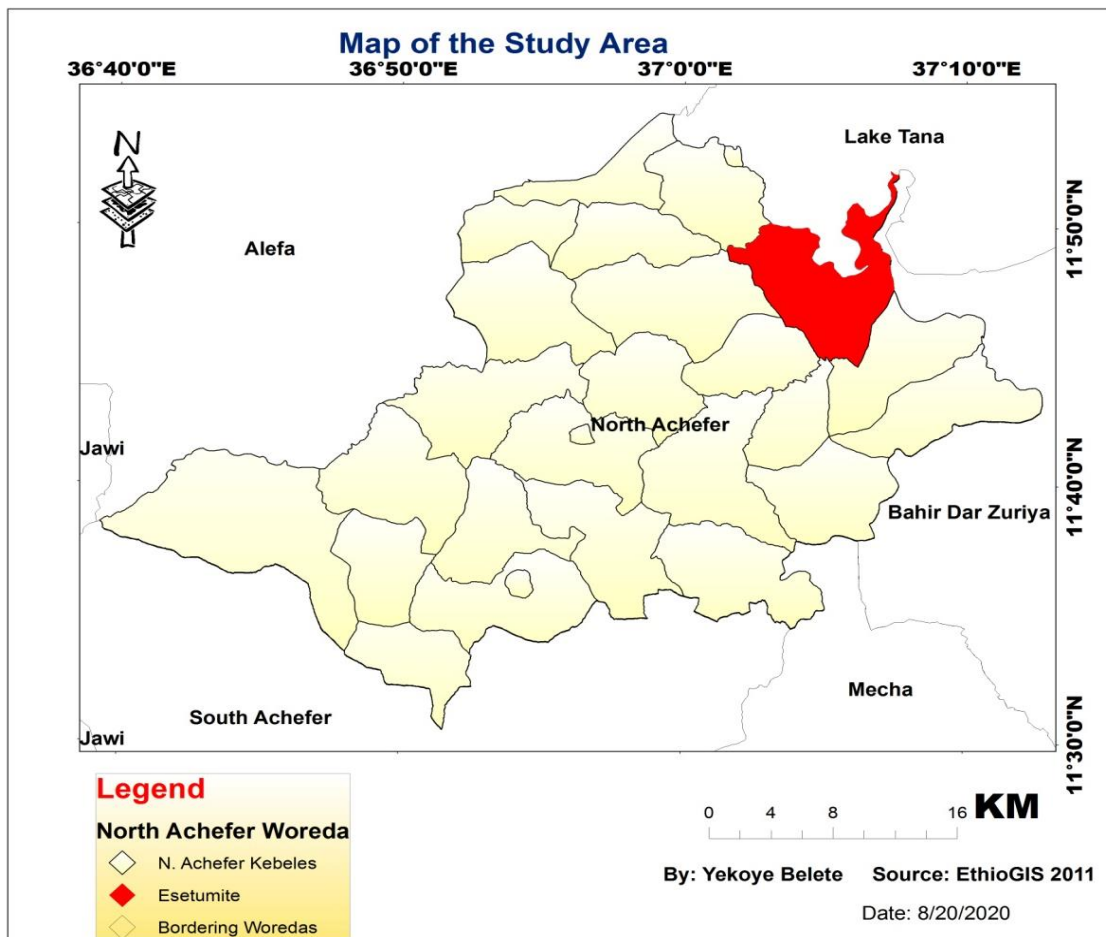 Map of the Study Area
36°40'0"E 36°50'0"E 37°0'0"E 37°10'0"E
N
Lake Tana
Alefa
11°50'0"N
North Achefer
Jawi
11°40'0"N
Bahir Dar Zuriya
Mecha
South Achefer
Jawi
11°30'0"N
Legend
North Achefer Woreda
N. Achefer Kebeles
Esetumite
Bordering Woredas
0 4 8 16 KM
By: Yekoye Belete Source: EthioGIS 2011
Date: 8/20/2020